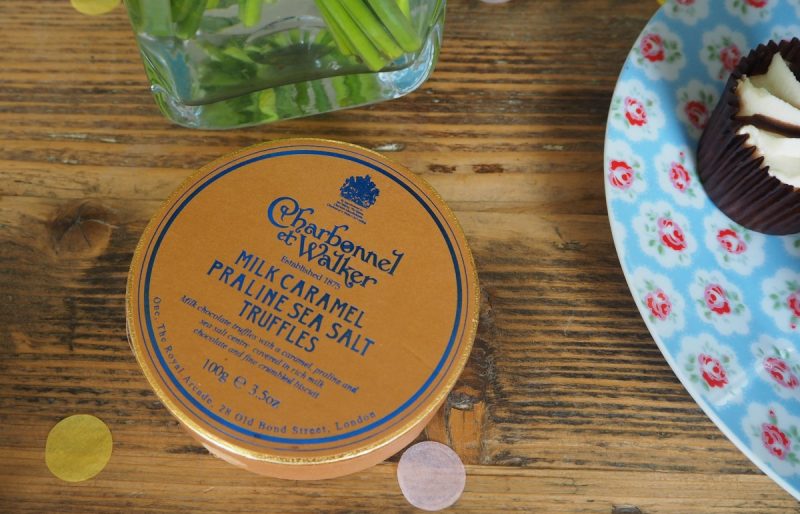 Charbonnel
et Walker
Established 1875
MILK CARAMEL
PRALINE SEA SALT
TRUFFLES
Milk chocolate truffles with a caramel, praline and
sea salt centre, covered in rich milk
chocolate and fine crumbled biscuit
100g e 3.5oz
One, The Royal Arcade, 28 Old Bond Street, London